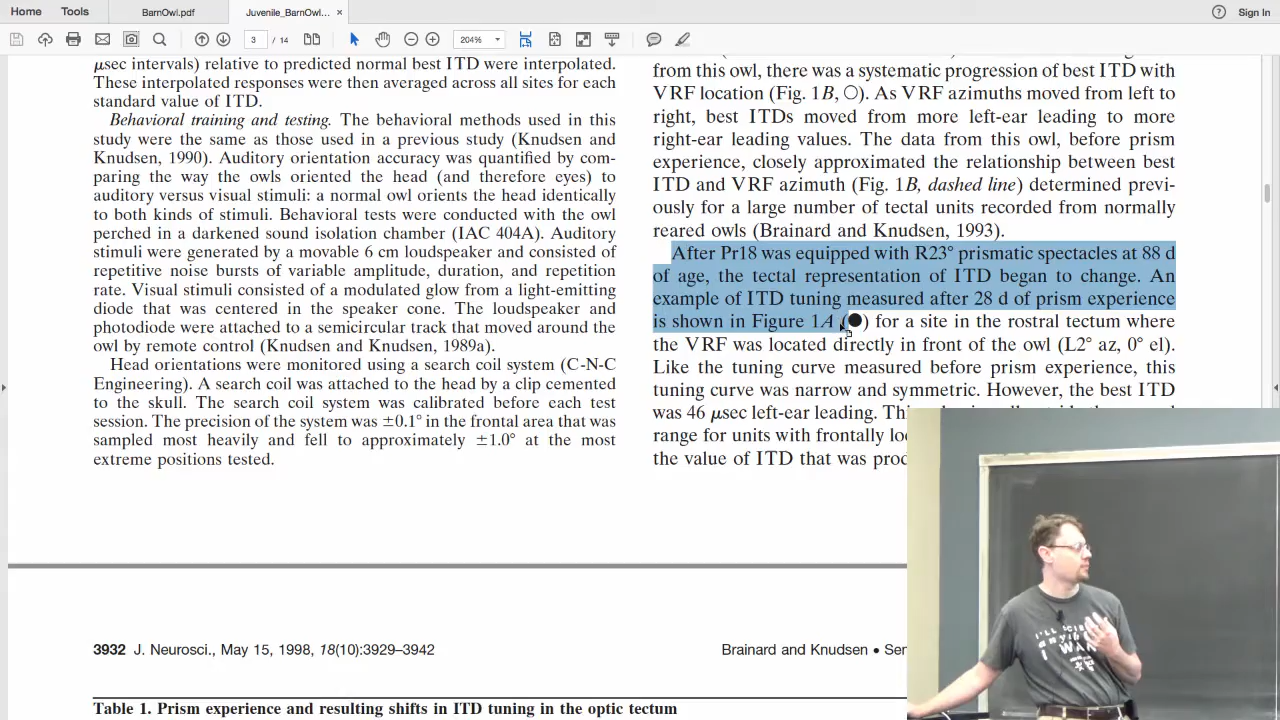 Home
Tools
BarnOwl.pdf
Juvenile_BarnOwl... ×
Sign In
3 / 14
204%
μsec intervals) relative to predicted normal best ITD were interpolated.
These interpolated responses were then averaged across all sites for each
standard value of ITD.
Behavioral training and testing. The behavioral methods used in this
study were the same as those used in a previous study (Knudsen and
Knudsen, 1990). Auditory orientation accuracy was quantified by com-
paring the way the owls oriented the head (and therefore eyes) to
auditory versus visual stimuli: a normal owl orients the head identically
to both kinds of stimuli. Behavioral tests were conducted with the owl
perched in a darkened sound isolation chamber (IAC 404A). Auditory
stimuli were generated by a movable 6 cm loudspeaker and consisted of
repetitive noise bursts of variable amplitude, duration, and repetition
rate. Visual stimuli consisted of a modulated glow from a light-emitting
diode that was centered in the speaker cone. The loudspeaker and
photodiode were attached to a semicircular track that moved around the
owl by remote control (Knudsen and Knudsen, 1989a).
Head orientations were monitored using a search coil system (C-N-C
Engineering). A search coil was attached to the head by a clip cemented
to the skull. The search coil system was calibrated before each test
session. The precision of the system was ±0.1° in the frontal area that was
sampled most heavily and fell to approximately ±1.0° at the most
extreme positions tested.
from this owl, there was a systematic progression of best ITD with
VRF location (Fig. 1B, ○). As VRF azimuths moved from left to
right, best ITDs moved from more left-ear leading to more
right-ear leading values. The data from this owl, before prism
experience, closely approximated the relationship between best
ITD and VRF azimuth (Fig. 1B, dashed line) determined previ-
ously for a large number of tectal units recorded from normally
reared owls (Brainard and Knudsen, 1993).
After Pr18 was equipped with R23° prismatic spectacles at 88 d
of age, the tectal representation of ITD began to change. An
example of ITD tuning measured after 28 d of prism experience
is shown in Figure 1A (●) for a site in the rostral tectum where
the VRF was located directly in front of the owl (L2° az, 0° el).
Like the tuning curve measured before prism experience, this
tuning curve was narrow and symmetric. However, the best ITD
was 46 μsec left-ear leading.
range for units with frontally
the value of ITD that was
3932 J. Neurosci., May 15, 1998, 18(10):3929–3942
Brainard and Knudsen •
Table 1. Prism experience and resulting shifts in ITD tuning in the optic tectum
I'LL
I WA